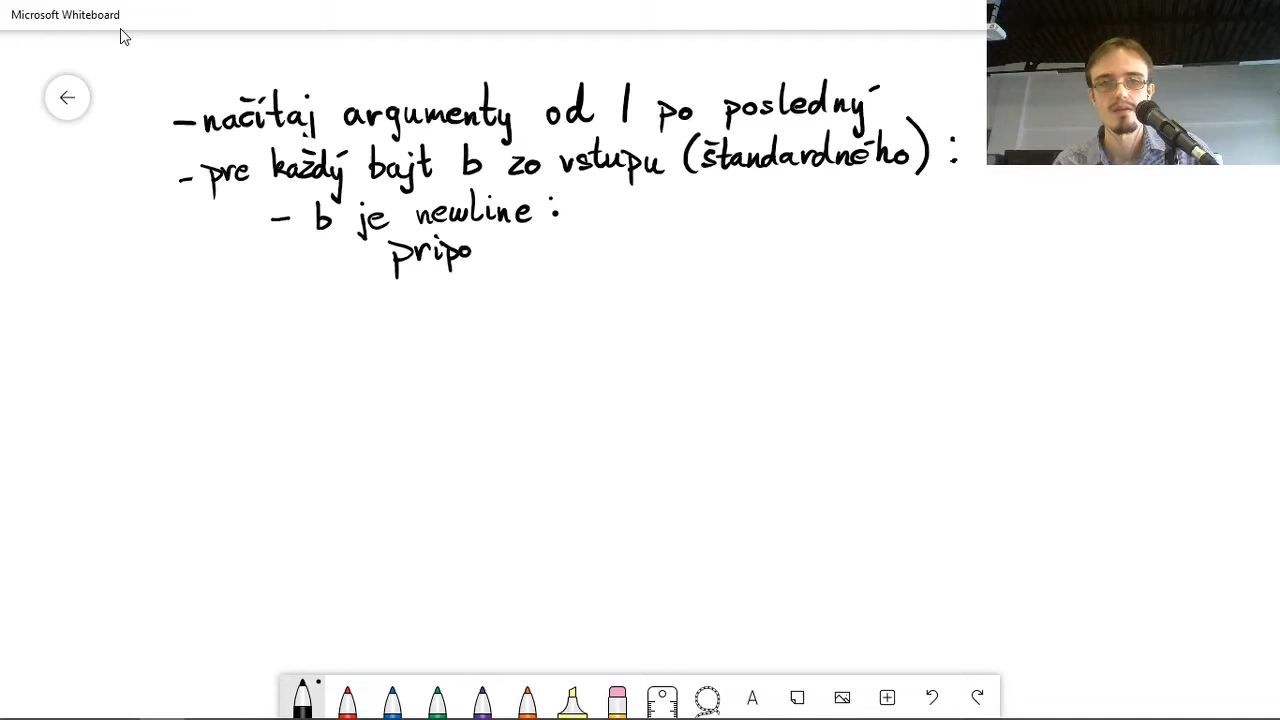 Microsoft Whiteboard
- načítaj argumenty od 1 po posledný
- pre každý bajt b zo vstupu (štandardného) :
- b je newline :
pripo
A